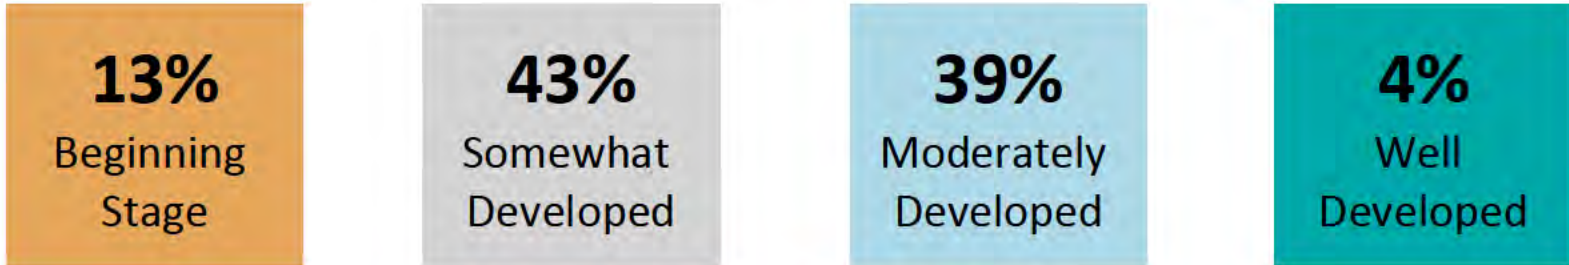 13%
Beginning
Stage
43%
Somewhat
Developed
39%
Moderately
Developed
4%
Well
Developed